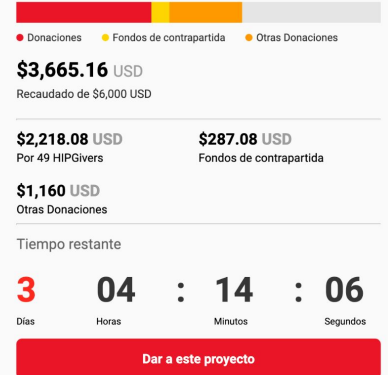 Donaciones Fondos de contrapartida Otras Donaciones
$3,665.16 USD
Recaudado de $6,000 USD
$2,218.08 USD $287.08 USD
Por 49 HIPGivers Fondos de contrapartida
$1,160 USD
Otras Donaciones
Tiempo restante
3 04 : 14 : 06
Días Horas Minutos Segundos
Dar a este proyecto